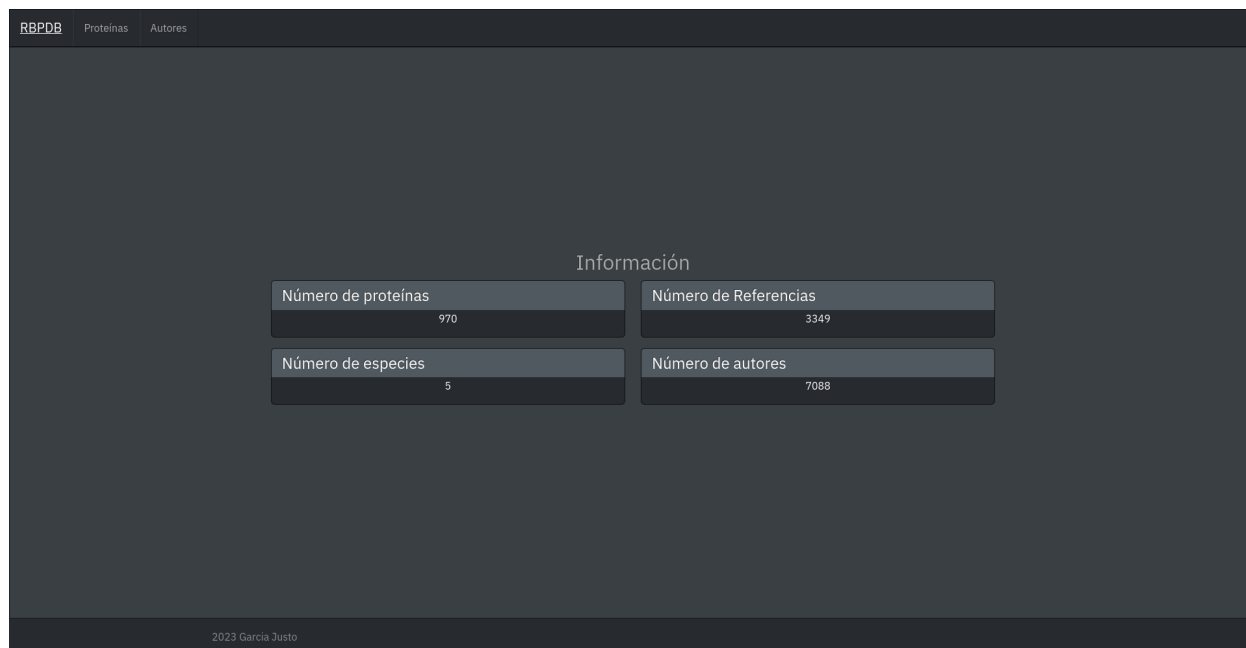 RBPDB Proteínas Autores
Información
Número de proteínas
970
Número de Referencias
3349
Número de especies
5
Número de autores
7088
2023 Garcia Justo